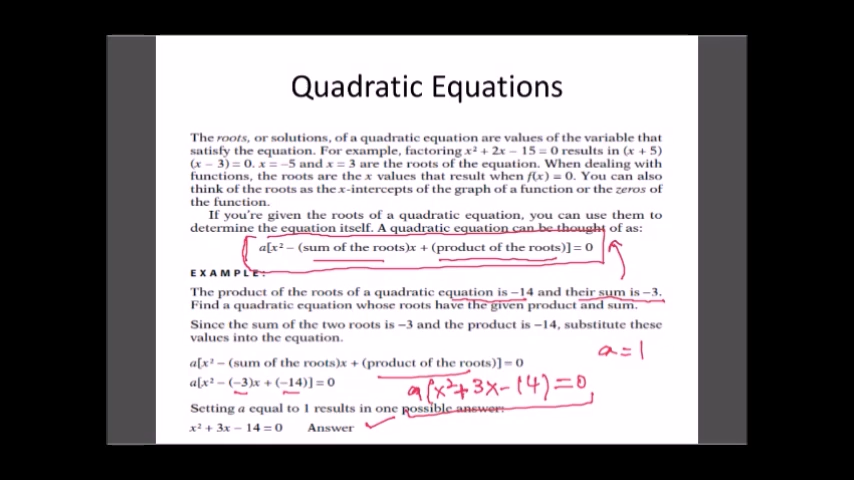 Quadratic Equations
The roots, or solutions, of a quadratic equation are values of the variable that
satisfy the equation. For example, factoring x² + 2x − 15 = 0 results in (x + 5)
(x − 3) = 0. x = −5 and x = 3 are the roots of the equation. When dealing with
functions, the roots are the x values that result when f(x) = 0. You can also
think of the roots as the x-intercepts of the graph of a function or the zeros of
the function.
If you're given the roots of a quadratic equation, you can use them to
determine the equation itself. A quadratic equation can be thought of as:
a[x² − (sum of the roots)x + (product of the roots)] = 0
EXAMPLE:
The product of the roots of a quadratic equation is −14 and their sum is −3.
Find a quadratic equation whose roots have the given product and sum.
Since the sum of the two roots is −3 and the product is −14, substitute these
values into the equation.
a = 1
a[x² − (sum of the roots)x + (product of the roots)] = 0
a[x² − (−3)x + (−14)] = 0
a(x² + 3x − 14) = 0
Setting a equal to 1 results in one possible answer:
x² + 3x − 14 = 0 Answer